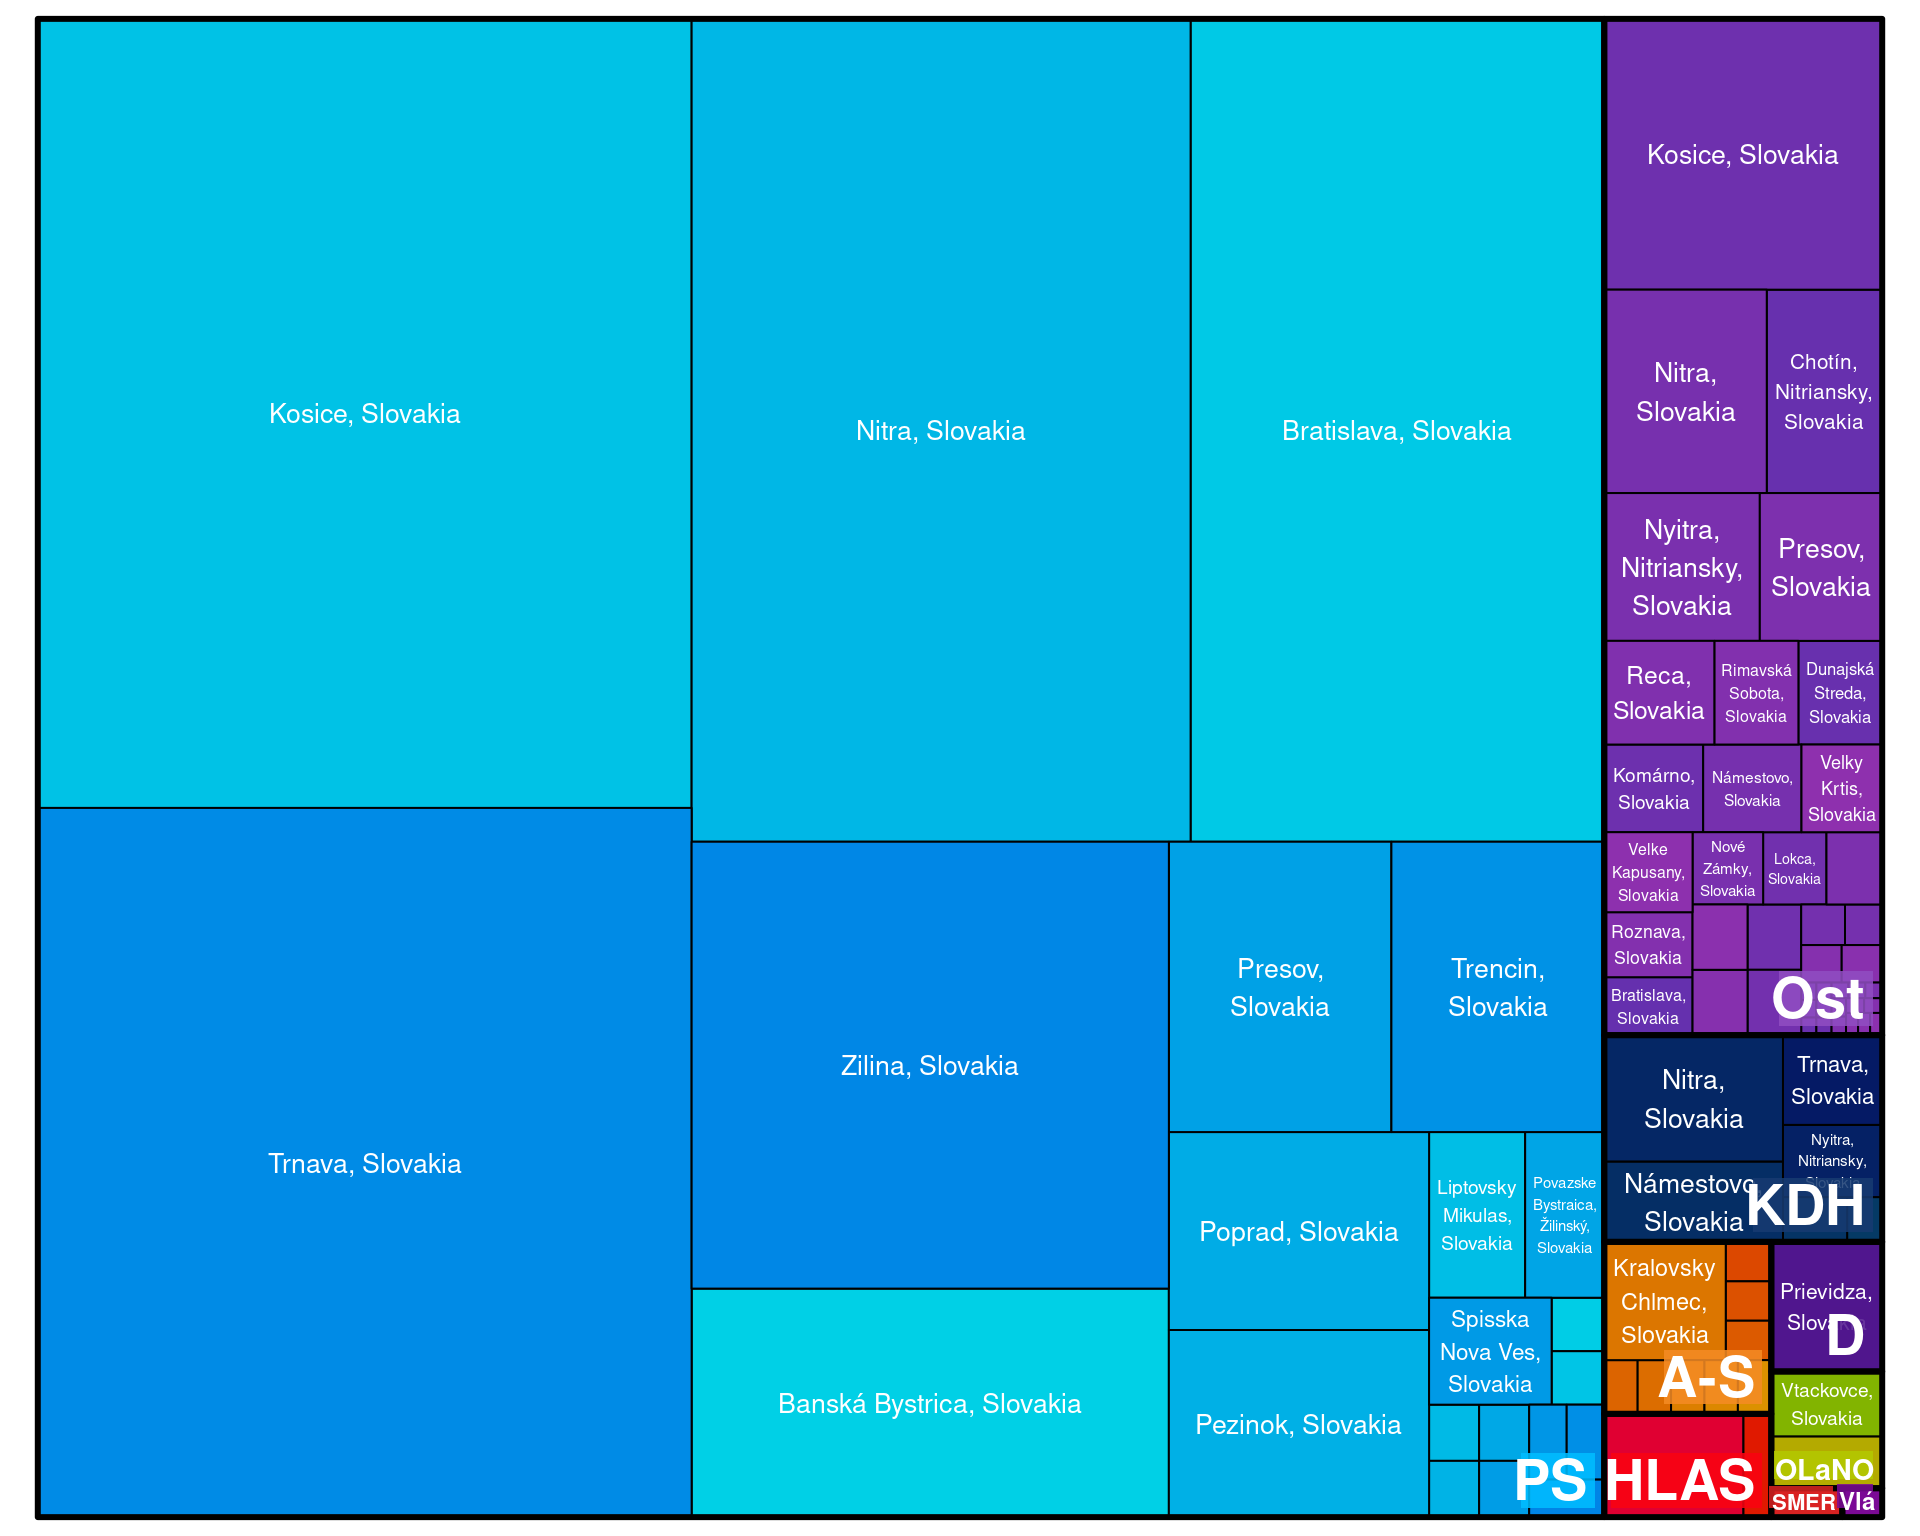 Kosice, Slovakia
Nitra, Slovakia
Bratislava, Slovakia
Trnava, Slovakia
Zilina, Slovakia
Banská Bystrica, Slovakia
Presov,
Slovakia
Trencin,
Slovakia
Poprad, Slovakia
Pezinok, Slovakia
Liptovsky
Mikulas,
Slovakia
Povazske
Bystraica,
Žilinský,
Slovakia
Spisska
Nova Ves,
Slovakia
PS
Kosice, Slovakia
Nitra,
Slovakia
Chotín,
Nitriansky,
Slovakia
Nyitra,
Nitriansky,
Slovakia
Presov,
Slovakia
Reca,
Slovakia
Rimavská
Sobota,
Slovakia
Dunajská
Streda,
Slovakia
Komárno,
Slovakia
Námestovo,
Slovakia
Velky
Krtis,
Slovakia
Velke
Kapusany,
Slovakia
Nové
Zámky,
Slovakia
Lokca,
Slovakia
Roznava,
Slovakia
Bratislava,
Slovakia
Ost
Nitra,
Slovakia
Trnava,
Slovakia
Nyitra,
Nitriansky,
Slovakia
Námestovo,
Slovakia
KDH
Kralovsky
Chlmec,
Slovakia
A-S
Prievidza,
Slovakia
D
Vtackovce,
Slovakia
HLAS
OLaNO
SMER
Vlá